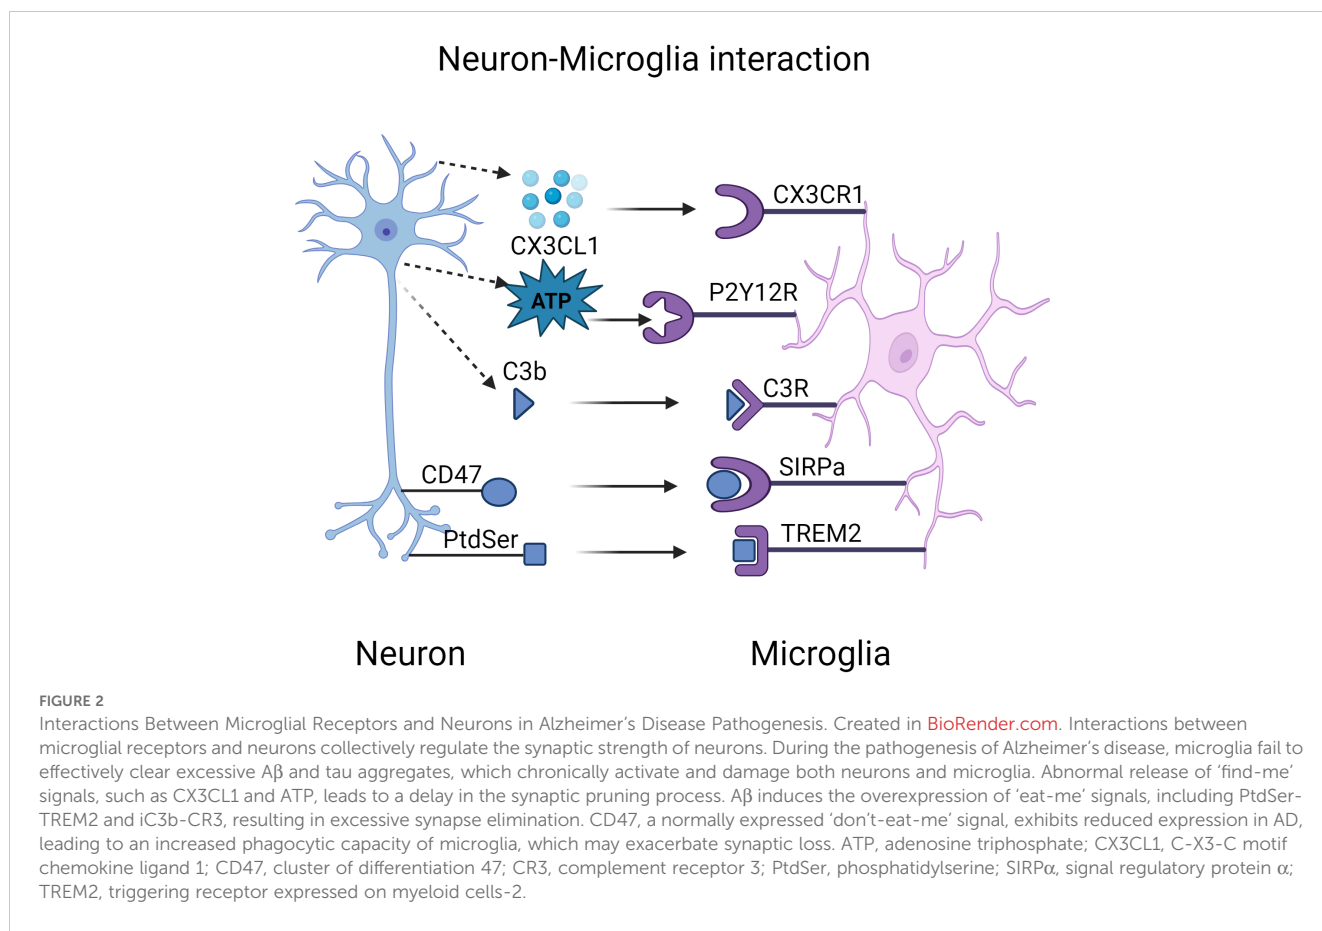 Neuron-Microglia interaction
CX3CL1
CX3CR1
ATP
P2Y12R
C3b
C3R
CD47
SIRPa
PtdSer
TREM2
Neuron
Microglia
FIGURE 2
Interactions Between Microglial Receptors and Neurons in Alzheimer’s Disease Pathogenesis. Created in BioRender.com. Interactions between
microglial receptors and neurons collectively regulate the synaptic strength of neurons. During the pathogenesis of Alzheimer’s disease, microglia fail to
effectively clear excessive Aβ and tau aggregates, which chronically activate and damage both neurons and microglia. Abnormal release of ‘find-me’
signals, such as CX3CL1 and ATP, leads to a delay in the synaptic pruning process. Aβ induces the overexpression of ‘eat-me’ signals, including PtdSer-
TREM2 and iC3b-CR3, resulting in excessive synapse elimination. CD47, a normally expressed ‘don’t-eat-me’ signal, exhibits reduced expression in AD,
leading to an increased phagocytic capacity of microglia, which may exacerbate synaptic loss. ATP, adenosine triphosphate; CX3CL1, C-X3-C motif
chemokine ligand 1; CD47, cluster of differentiation 47; CR3, complement receptor 3; PtdSer, phosphatidylserine; SIRPα, signal regulatory protein α;
TREM2, triggering receptor expressed on myeloid cells-2.